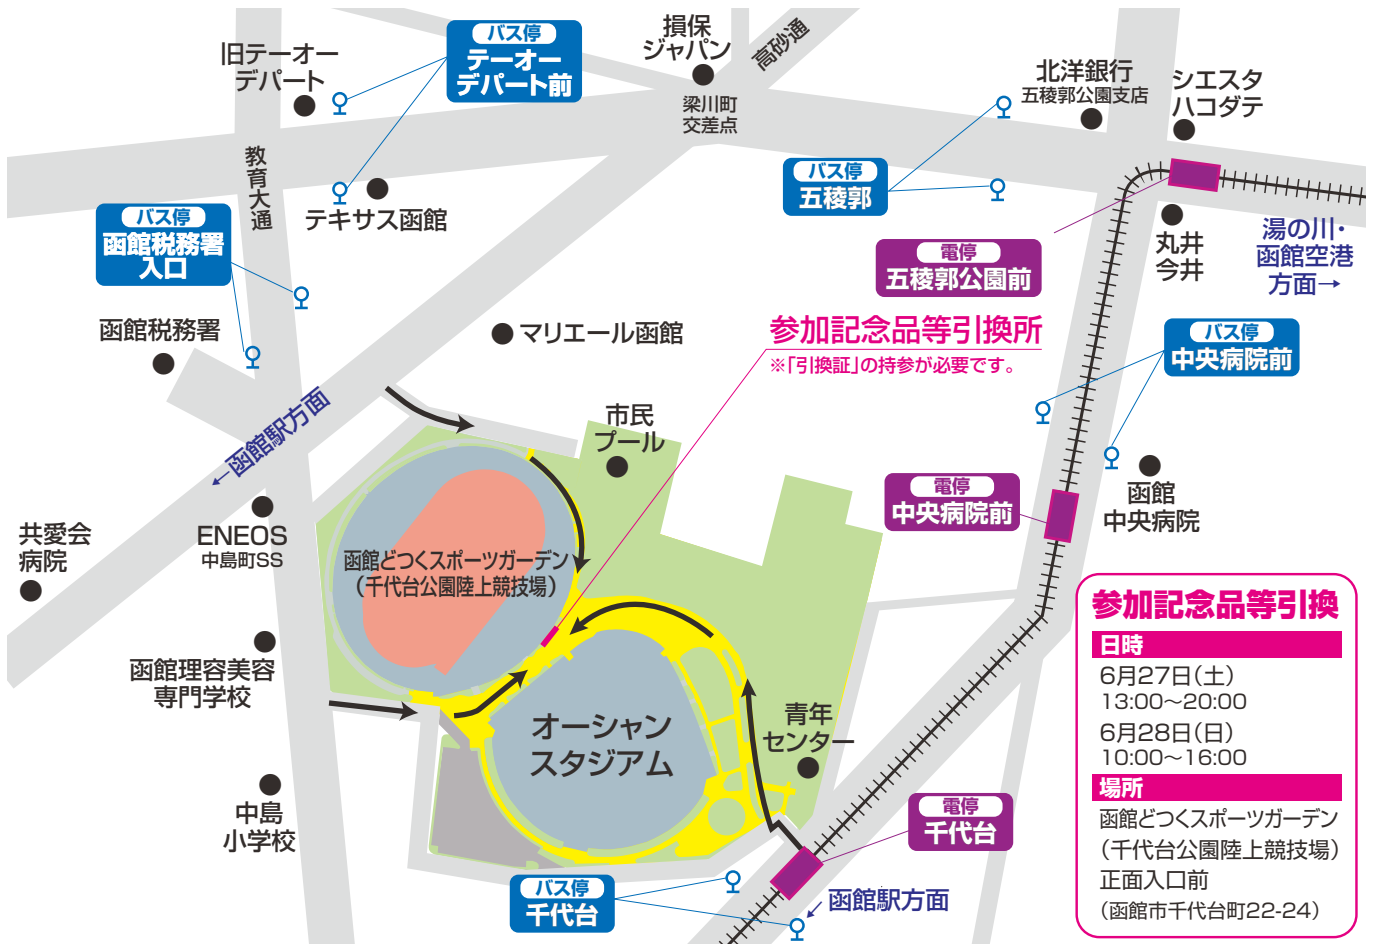 バス停
テーオー
デパート前
旧テーオー
デパート
損保
ジャパン
高砂通
梁川町
交差点
北洋銀行
五稜郭公園支店
シエスタ
ハコダテ
教育大通
テキサス函館
バス停
五稜郭
バス停
函館税務署
入口
電停
五稜郭公園前
丸井
今井
湯の川・
函館空港
方面→
函館税務署
マリエール函館
参加記念品等引換所
※「引換証」の持参が必要です。
バス停
中央病院前
←函館駅方面
市民
プール
電停
中央病院前
函館
中央病院
共愛会
病院
ENEOS
中島町SS
函館どつくスポーツガーデン
（千代台公園陸上競技場）
函館理容美容
専門学校
オーシャン
スタジアム
青年
センター
中島
小学校
電停
千代台
バス停
千代台
↙函館駅方面
参加記念品等引換
日時
6月27日（土）
13:00～20:00
6月28日（日）
10:00～16:00
場所
函館どつくスポーツガーデン
（千代台公園陸上競技場）
正面入口前
（函館市千代台町22-24）